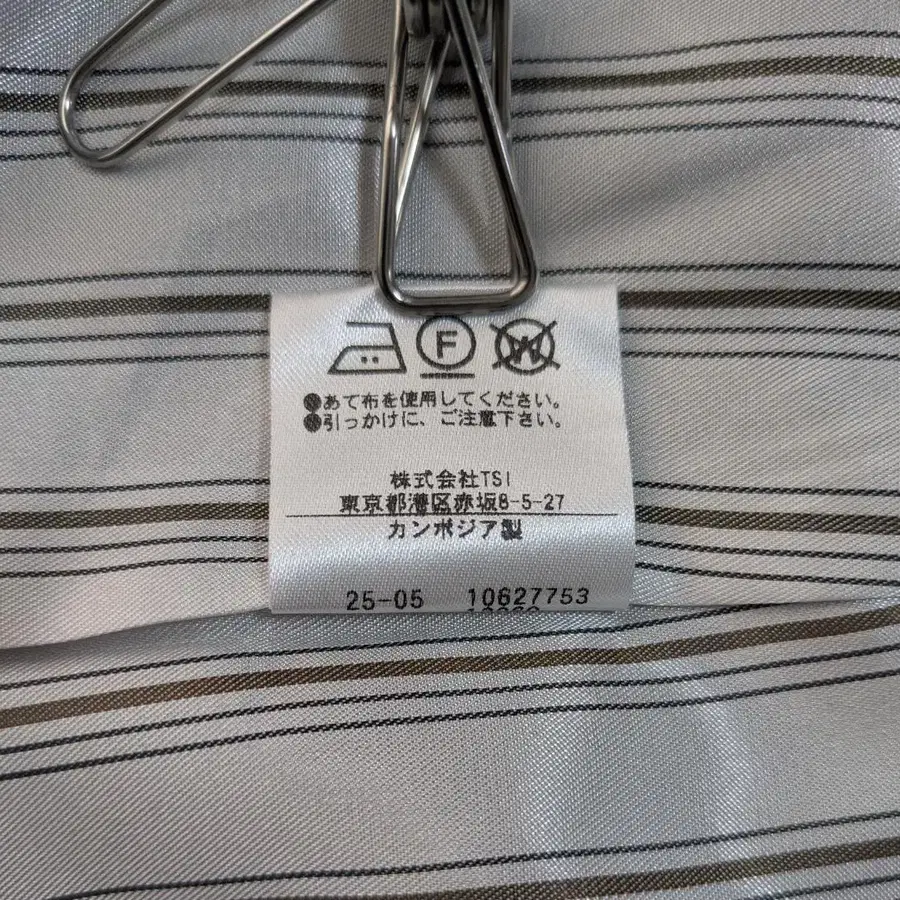 F W
●あて布を使用してください。
●引っかけに、ご注意下さい。
株式会社TSI
東京都港区赤坂8-5-27
カンボジア製
25-05 10627753